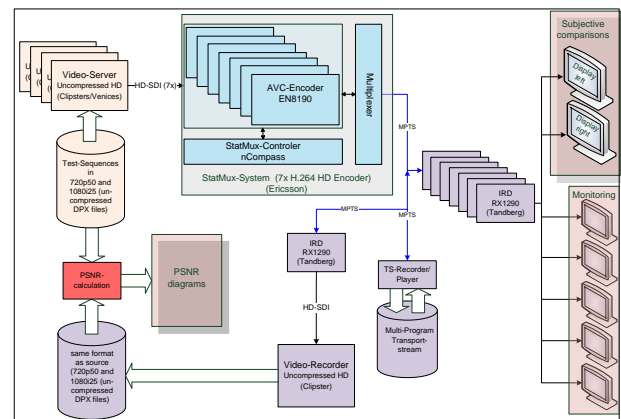 Video-Server
Uncompressed HD
(Clipsters/Venices)
HD-SDI (7x)
AVC-Encoder
EN8190
Multiplexer
StatMux-Controler
nCompass
StatMux-System (7x H.264 HD Encoder)
(Ericsson)
MPTS
Subjective
comparisons
Display
left
Display
right
Test-Sequences
in
720p50 and
1080i25 (un-
compressed
DPX files)
MPTS
MPTS
IRD
RX1290
(Tandberg)
Monitoring
IRD
RX1290
(Tandberg)
TS-Recorder/
Player
PSNR-
calculation
PSNR
diagrams
HD-SDI
Multi-Program
Transport-
stream
same format
as source
(720p50 and
1080i25 (un-
compressed
DPX files)
Video-Recorder
Uncompressed HD
(Clipster)